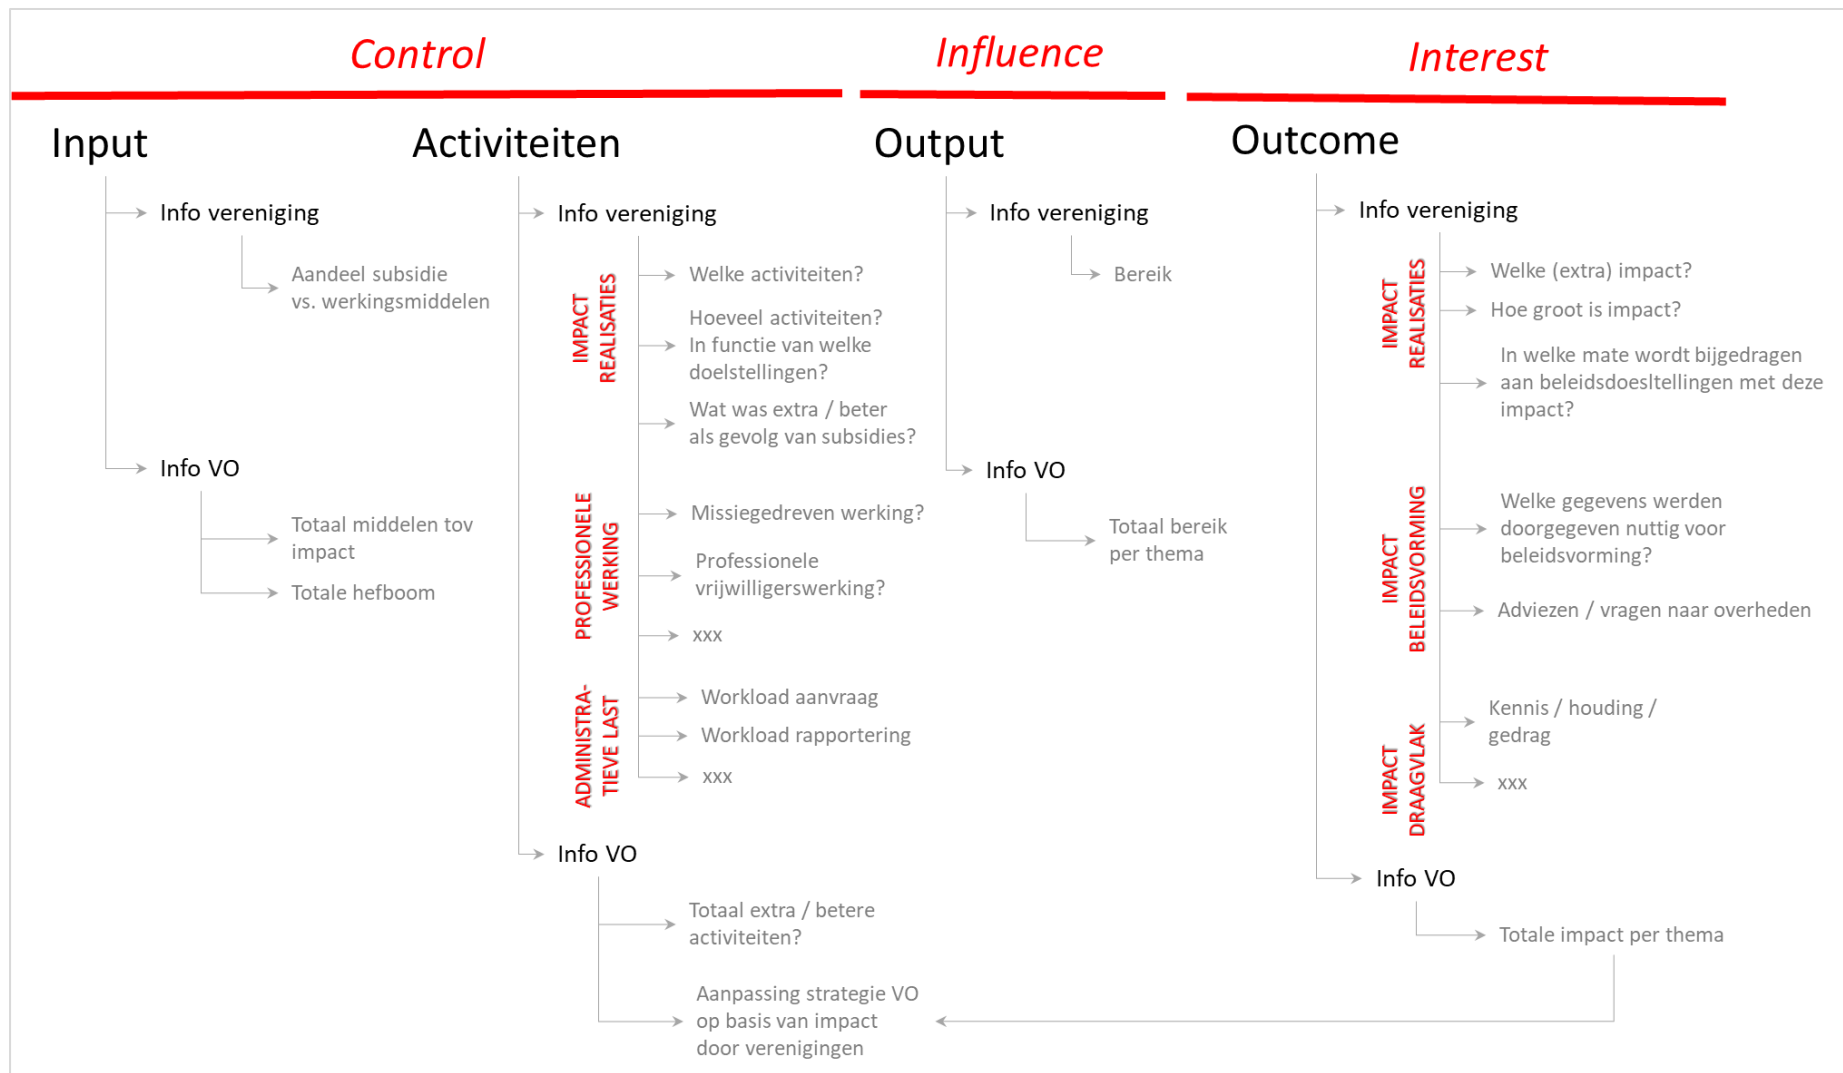 Control
Influence
Interest
Input
Activiteiten
Output
Outcome
Info vereniging
Aandeel subsidie
vs. werkingsmiddelen
Info VO
Totaal middelen tov
impact
Totale hefboom
Info vereniging
IMPACT
REALISATIES
Welke activiteiten?
Hoeveel activiteiten?
In functie van welke
doelstellingen?
Wat was extra / beter
als gevolg van subsidies?
PROFESSIONELE
WERKING
Missiegedreven werking?
Professionele
vrijwilligerswerking?
xxx
ADMINISTRA-
TIEVE LAST
Workload aanvraag
Workload rapportering
xxx
Info VO
Totaal extra / betere
activiteiten?
Aanpassing strategie VO
op basis van impact
door verenigingen
Info vereniging
Bereik
Info VO
Totaal bereik
per thema
Info vereniging
IMPACT
REALISATIES
Welke (extra) impact?
Hoe groot is impact?
In welke mate wordt bijgedragen
aan beleidsdoesltellingen met deze
impact?
IMPACT
BELEIDSVORMING
Welke gegevens werden
doorgegeven nuttig voor
beleidsvorming?
Adviezen / vragen naar overheden
IMPACT
DRAAGVLAK
Kennis / houding /
gedrag
xxx
Info VO
Totale impact per thema